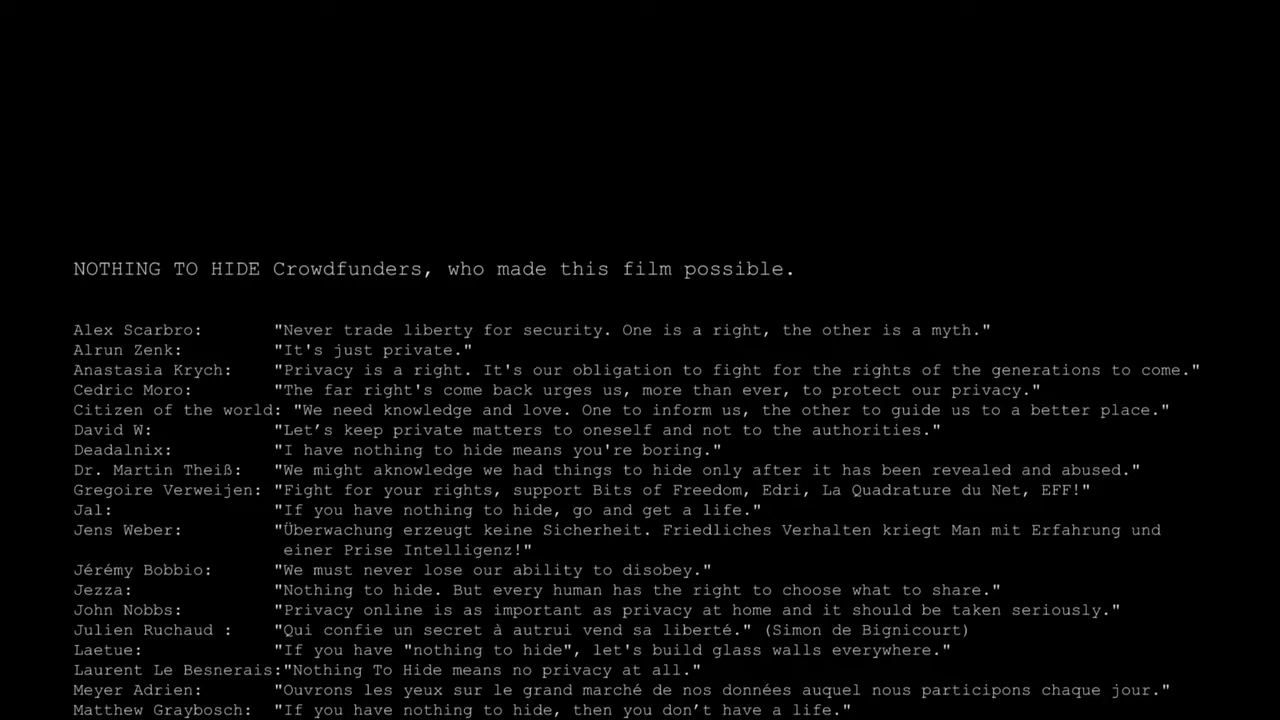 NOTHING TO HIDE Crowdfunders, who made this film possible.
Alex Scarbro: "Never trade liberty for security. One is a right, the other is a myth."
Alrun Zenk: "It's just private."
Anastasia Krych: "Privacy is a right. It's our obligation to fight for the rights of the generations to come."
Cedric Moro: "The far right's come back urges us, more than ever, to protect our privacy."
Citizen of the world: "We need knowledge and love. One to inform us, the other to guide us to a better place."
David W: "Let’s keep private matters to oneself and not to the authorities."
Deadalnix: "I have nothing to hide means you're boring."
Dr. Martin Theiß: "We might aknowledge we had things to hide only after it has been revealed and abused."
Gregoire Verweijen: "Fight for your rights, support Bits of Freedom, Edri, La Quadrature du Net, EFF!"
Jal: "If you have nothing to hide, go and get a life."
Jens Weber: "Überwachung erzeugt keine Sicherheit. Friedliches Verhalten kriegt Man mit Erfahrung und
einer Prise Intelligenz!"
Jérémy Bobbio: "We must never lose our ability to disobey."
Jezza: "Nothing to hide. But every human has the right to choose what to share."
John Nobbs: "Privacy online is as important as privacy at home and it should be taken seriously."
Julien Ruchaud : "Qui confie un secret à autrui vend sa liberté." (Simon de Bignicourt)
Laetue: "If you have "nothing to hide", let's build glass walls everywhere."
Laurent Le Besnerais:"Nothing To Hide means no privacy at all."
Meyer Adrien: "Ouvrons les yeux sur le grand marché de nos données auquel nous participons chaque jour."
Matthew Graybosch: "If you have nothing to hide, then you don’t have a life."